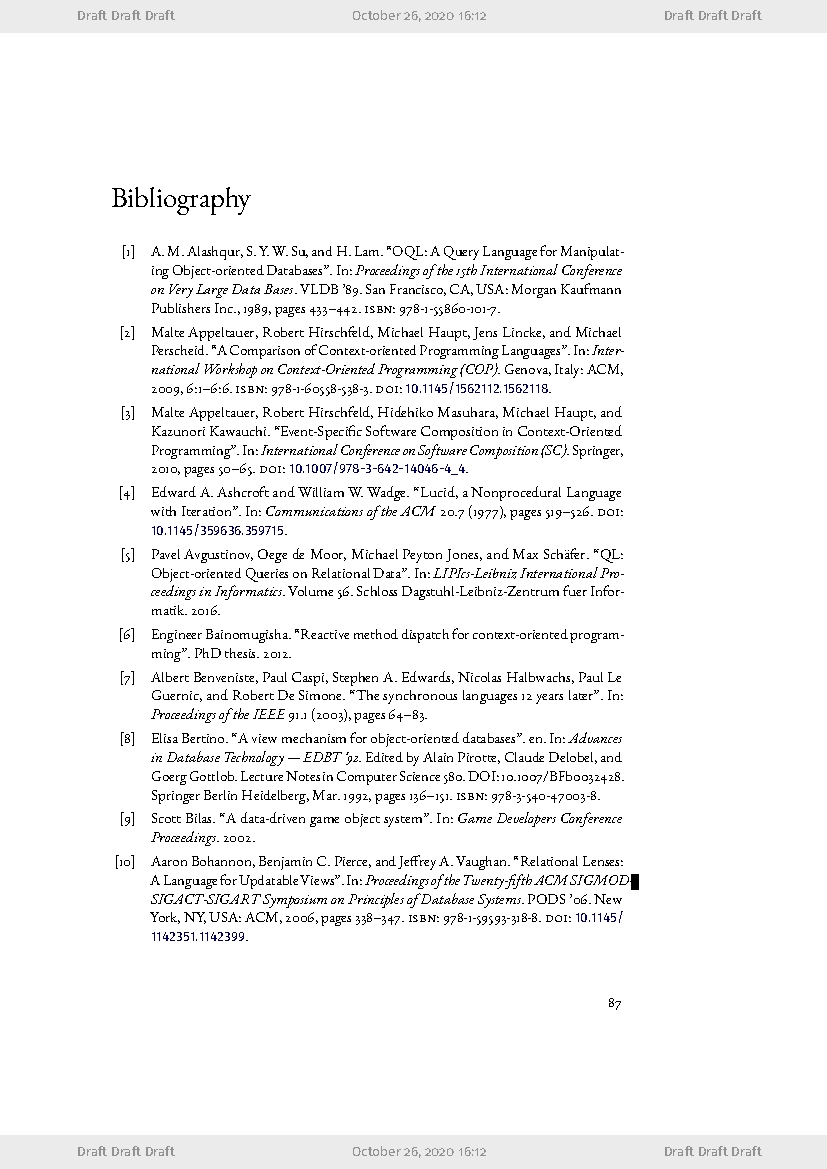 Draft Draft Draft October 26, 2020 16:12 Draft Draft Draft
Bibliography
[1] A. M. Alashqur, S. Y. W. Su, and H. Lam. “OQL: A Query Language for Manipulat-
ing Object-oriented Databases”. In: Proceedings of the 15th International Conference
on Very Large Data Bases. VLDB ’89. San Francisco, CA, USA: Morgan Kaufmann
Publishers Inc., 1989, pages 433–442. ISBN: 978-1-55860-101-7.
[2] Malte Appeltauer, Robert Hirschfeld, Michael Haupt, Jens Lincke, and Michael
Perscheid. “A Comparison of Context-oriented Programming Languages”. In: Inter-
national Workshop on Context-Oriented Programming (COP). Genova, Italy: ACM,
2009, 6:1–6:6. ISBN: 978-1-60558-538-3. DOI: 10.1145/1562112.1562118.
[3] Malte Appeltauer, Robert Hirschfeld, Hidehiko Masuhara, Michael Haupt, and
Kazunori Kawauchi. “Event-Specific Software Composition in Context-Oriented
Programming”. In: International Conference on Software Composition (SC). Springer,
2010, pages 50–65. DOI: 10.1007/978-3-642-14046-4_4.
[4] Edward A. Ashcroft and William W. Wadge. “Lucid, a Nonprocedural Language
with Iteration”. In: Communications of the ACM 20.7 (1977), pages 519–526. DOI:
10.1145/359636.359715.
[5] Pavel Avgustinov, Oege de Moor, Michael Peyton Jones, and Max Schäfer. “QL:
Object-oriented Queries on Relational Data”. In: LIPIcs-Leibniz International Pro-
ceedings in Informatics. Volume 56. Schloss Dagstuhl-Leibniz-Zentrum fuer Infor-
matik. 2016.
[6] Engineer Bainomugisha. “Reactive method dispatch for context-oriented program-
ming”. PhD thesis. 2012.
[7] Albert Benveniste, Paul Caspi, Stephen A. Edwards, Nicolas Halbwachs, Paul Le
Guernic, and Robert De Simone. “The synchronous languages 12 years later”. In:
Proceedings of the IEEE 91.1 (2003), pages 64–83.
[8] Elisa Bertino. “A view mechanism for object-oriented databases”. en. In: Advances
in Database Technology — EDBT ’92. Edited by Alain Pirotte, Claude Delobel, and
Goerg Gottlob. Lecture Notes in Computer Science 580. DOI: 10.1007/BFb0032428.
Springer Berlin Heidelberg, Mar. 1992, pages 136–151. ISBN: 978-3-540-47003-8.
[9] Scott Bilas. “A data-driven game object system”. In: Game Developers Conference
Proceedings. 2002.
[10] Aaron Bohannon, Benjamin C. Pierce, and Jeffrey A. Vaughan. “Relational Lenses:
A Language for Updatable Views”. In: Proceedings of the Twenty-fifth ACM SIGMOD-
SIGACT-SIGART Symposium on Principles of Database Systems. PODS ’06. New
York, NY, USA: ACM, 2006, pages 338–347. ISBN: 978-1-59593-318-8. DOI: 10.1145/
1142351.1142399.
87
Draft Draft Draft October 26, 2020 16:12 Draft Draft Draft